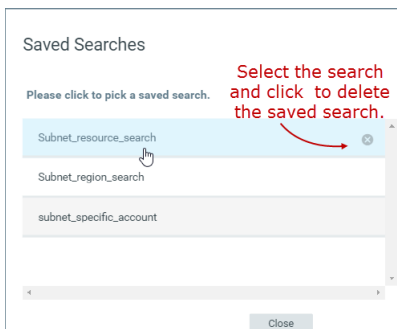 Saved Searches
Please click to pick a saved search.
Select the search
and click to delete
the saved search.
Subnet_resource_search
Subnet_region_search
subnet_specific_account
Close